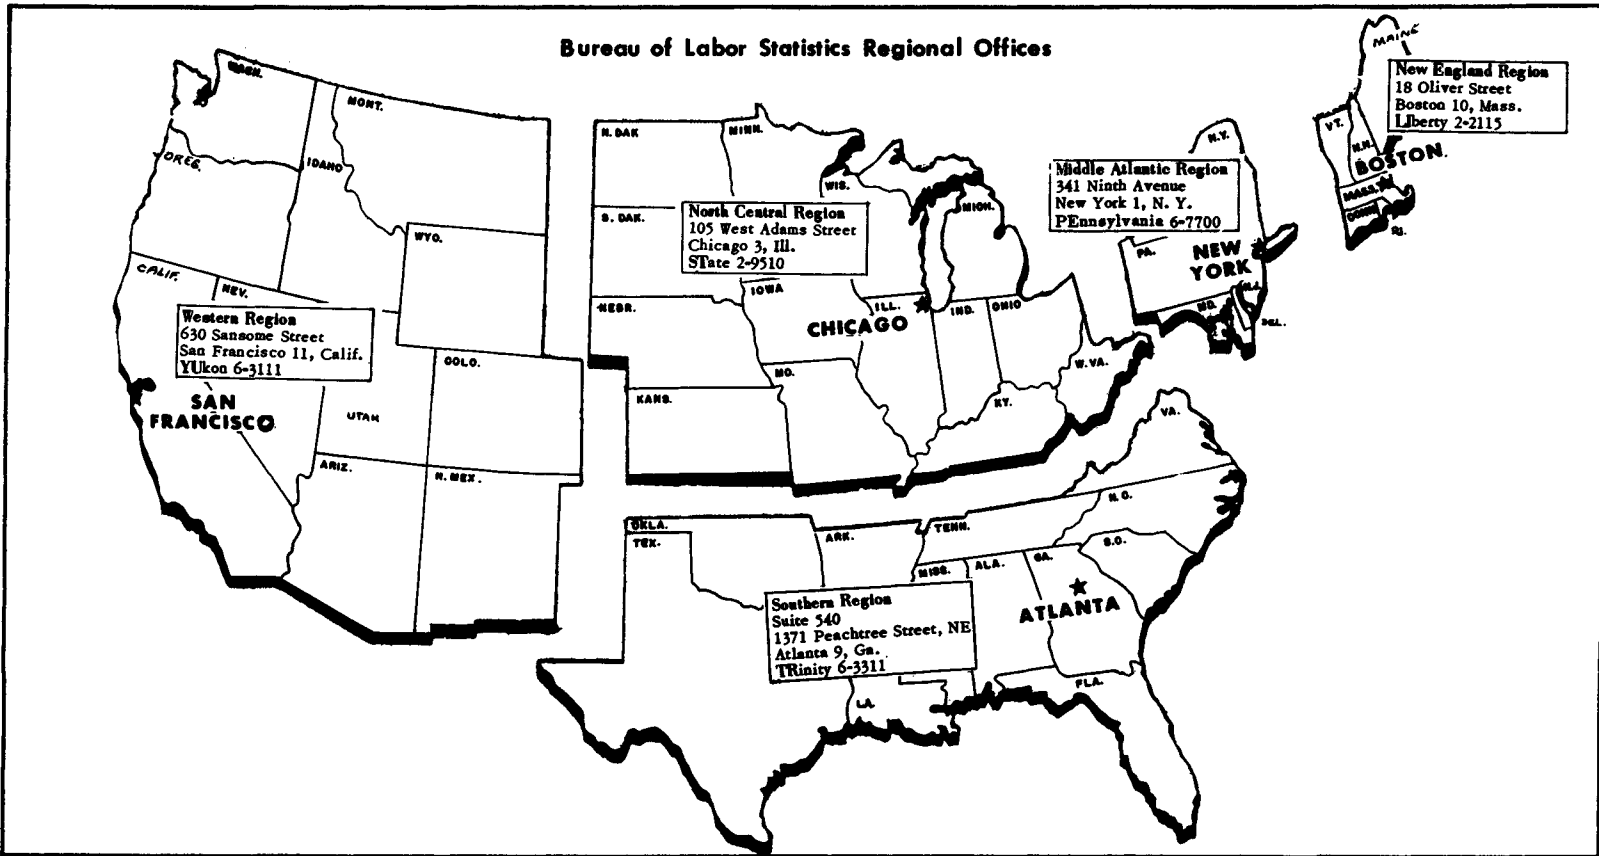 Bureau of Labor Statistics Regional Offices
MAINE
New England Region
18 Oliver Street
Boston 10, Mass.
LIberty 2-2115
VT.
N.H.
BOSTON
MASS.
CONN.
R.I.
N.Y.
Middle Atlantic Region
341 Ninth Avenue
New York 1, N. Y.
PEnnsylvania 6-7700
PA.
NEW
YORK
N.J.
MD.
DEL.
WASH.
MONT.
OREG.
IDAHO
WYO.
CALIF.
NEV.
Western Region
630 Sansome Street
San Francisco 11, Calif.
YUkon 6-3111
COLO.
SAN
FRANCISCO
UTAH
ARIZ.
N. MEX.
N. DAK
MINN.
WIS.
S. DAK.
MICH.
North Central Region
105 West Adams Street
Chicago 3, Ill.
STate 2-9510
IOWA
NEBR.
ILL.
IND.
OHIO
CHICAGO
MO.
W. VA.
KANS.
KY.
VA.
N. C.
OKLA.
TEX.
ARK.
TENN.
S. C.
MISS.
ALA.
GA.
Southern Region
Suite 540
1371 Peachtree Street, NE
Atlanta 9, Ga.
TRinity 6-3311
ATLANTA
LA.
FLA.